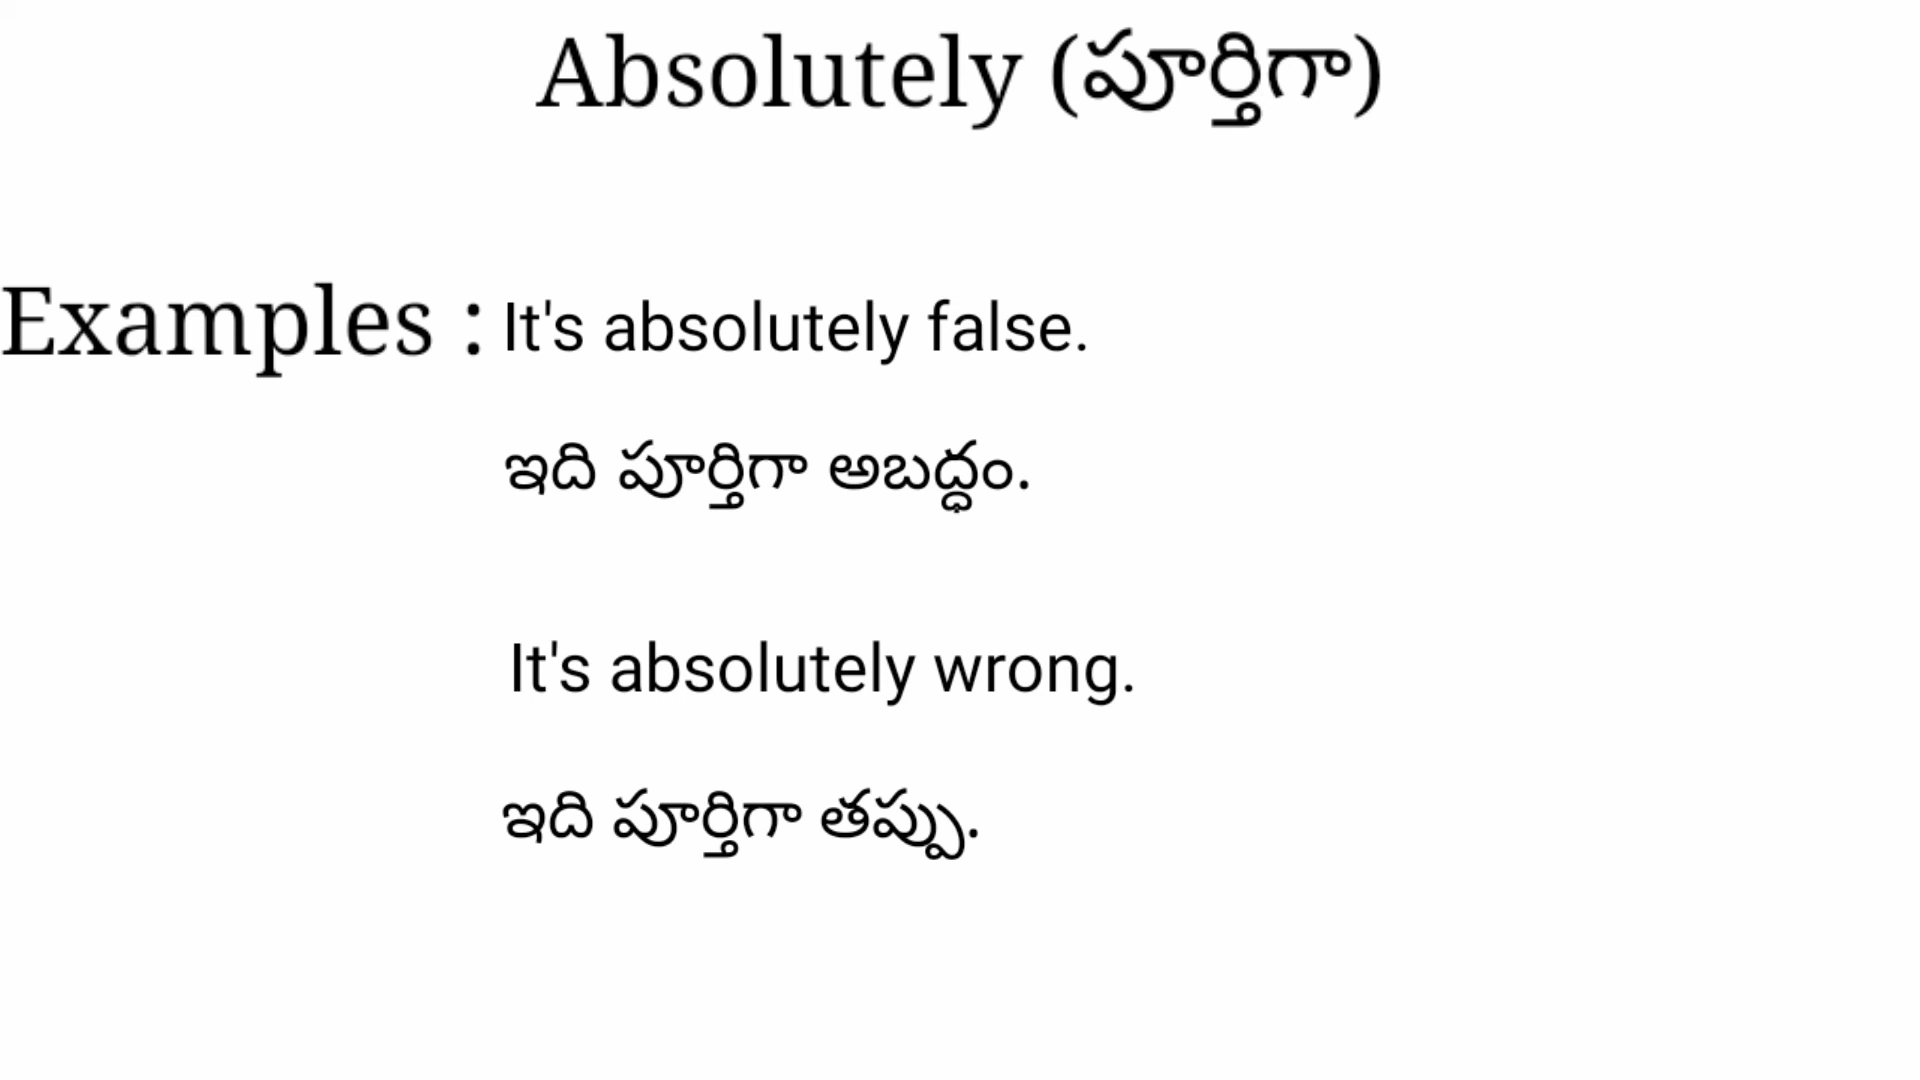 Absolutely (పూర్తిగా)
Examples : It's absolutely false.
ఇది పూర్తిగా అబద్ధం.
It's absolutely wrong.
ఇది పూర్తిగా తప్పు.